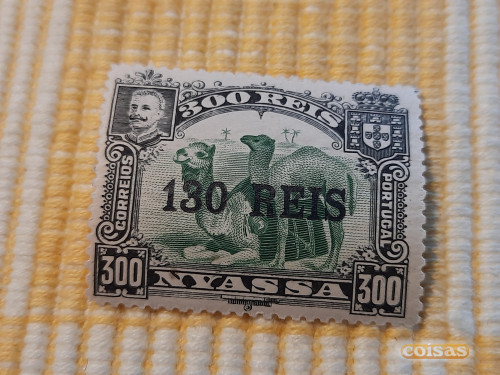 300 REIS
CORREIOS
130 REIS
PORTUGAL
300
NYASSA
300
coisas